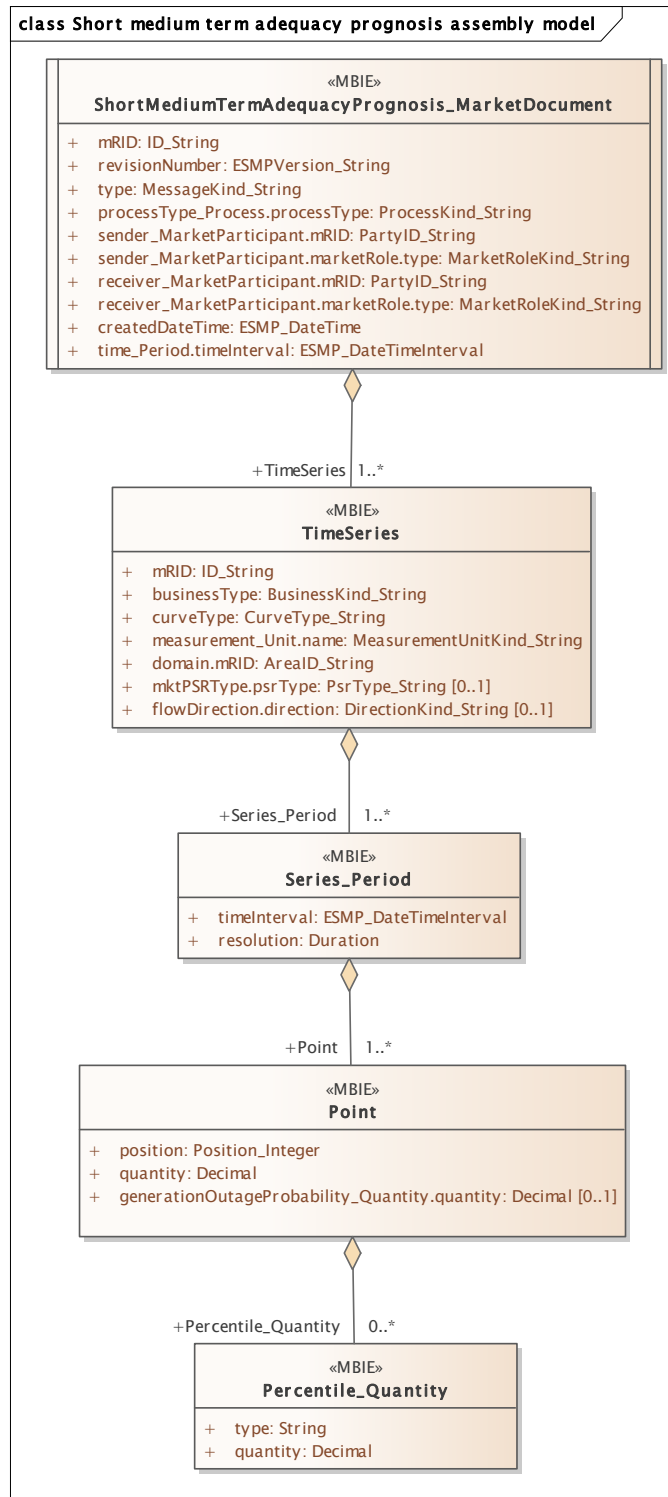 class Short medium term adequacy prognosis assembly model
«MBIE»
ShortMediumTermAdequacyPrognosis_MarketDocument
+ mRID: ID_String
+ revisionNumber: ESMPVersion_String
+ type: MessageKind_String
+ processType_Process.processType: ProcessKind_String
+ sender_MarketParticipant.mRID: PartyID_String
+ sender_MarketParticipant.marketRole.type: MarketRoleKind_String
+ receiver_MarketParticipant.mRID: PartyID_String
+ receiver_MarketParticipant.marketRole.type: MarketRoleKind_String
+ createdDateTime: ESMP_DateTime
+ time_Period.timeInterval: ESMP_DateTimeInterval
+TimeSeries 1..*
«MBIE»
TimeSeries
+ mRID: ID_String
+ businessType: BusinessKind_String
+ curveType: CurveType_String
+ measurement_Unit.name: MeasurementUnitKind_String
+ domain.mRID: AreaID_String
+ mktPSRType.psrType: PsrType_String [0..1]
+ flowDirection.direction: DirectionKind_String [0..1]
+Series_Period 1..*
«MBIE»
Series_Period
+ timeInterval: ESMP_DateTimeInterval
+ resolution: Duration
+Point 1..*
«MBIE»
Point
+ position: Position_Integer
+ quantity: Decimal
+ generationOutageProbability_Quantity.quantity: Decimal [0..1]
+Percentile_Quantity 0..*
«MBIE»
Percentile_Quantity
+ type: String
+ quantity: Decimal